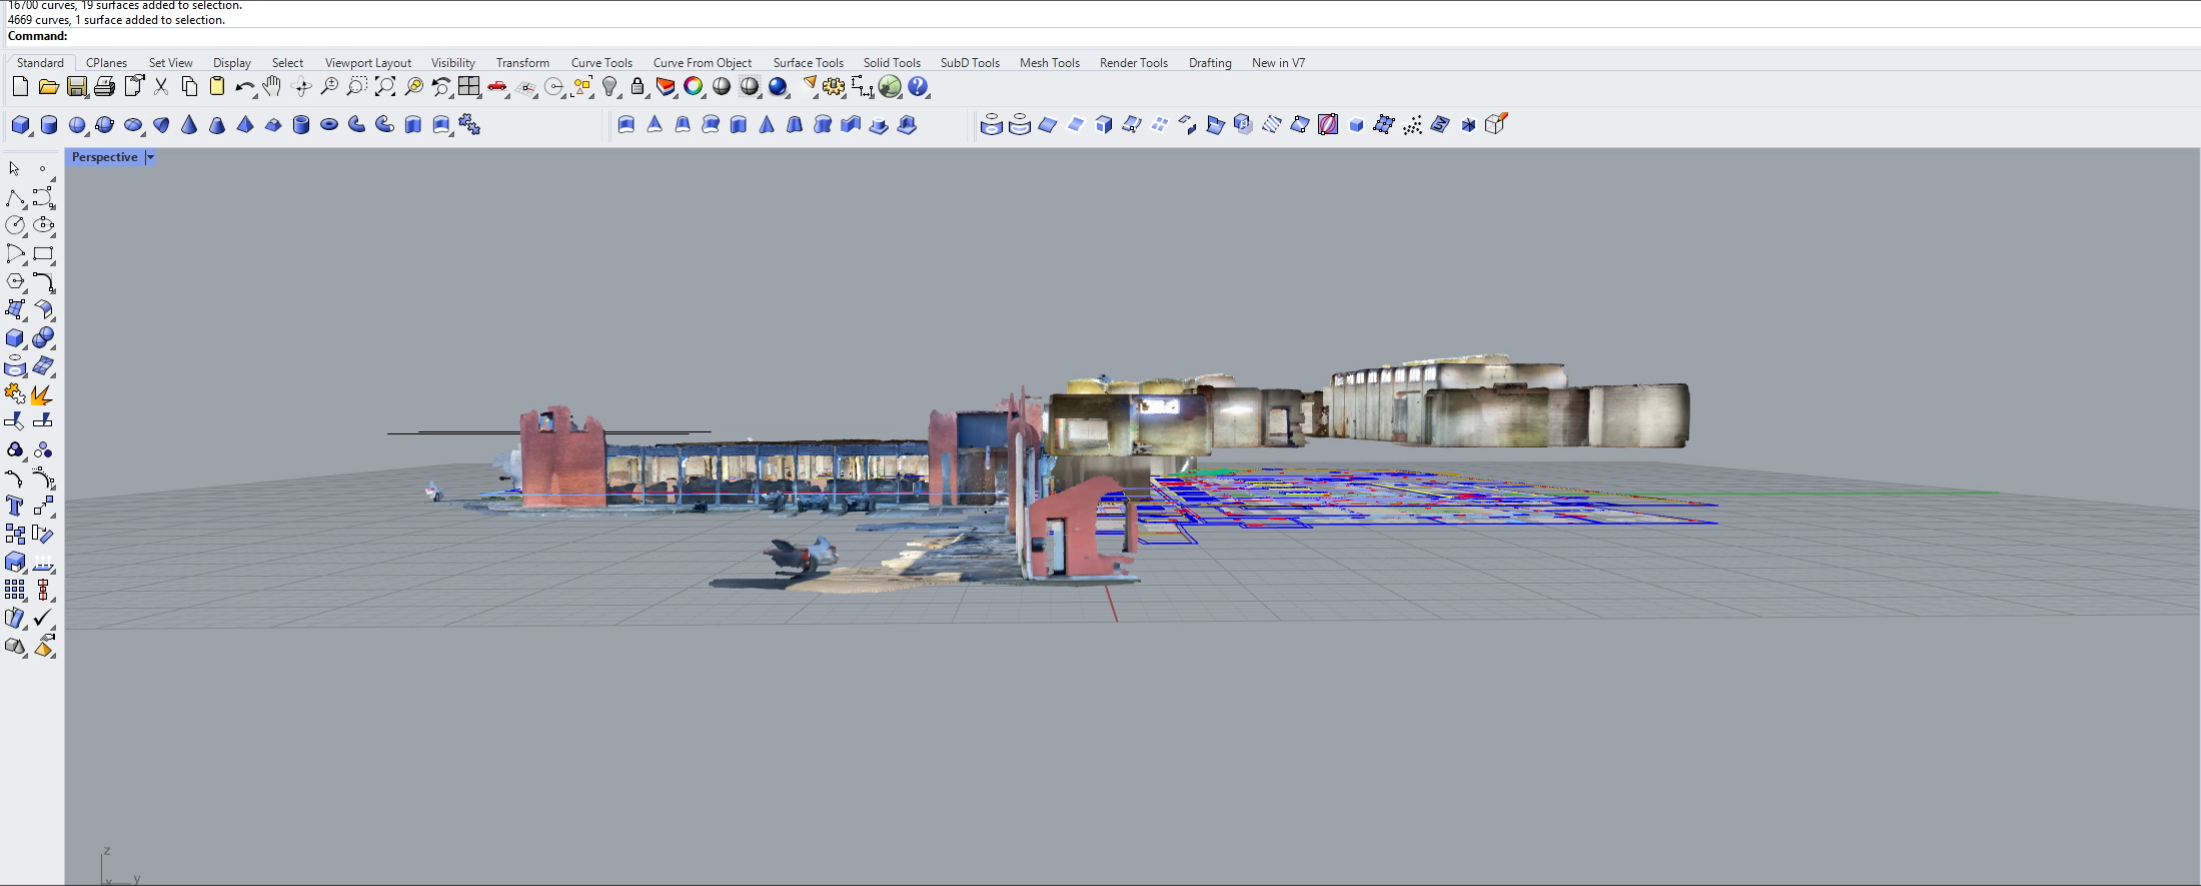 16700 curves, 19 surfaces added to selection.
4669 curves, 1 surface added to selection.
Command:
Standard CPlanes Set View Display Select Viewport Layout Visibility Transform Curve Tools Curve From Object Surface Tools Solid Tools SubD Tools Mesh Tools Render Tools Drafting New in V7
Perspective
z
x y